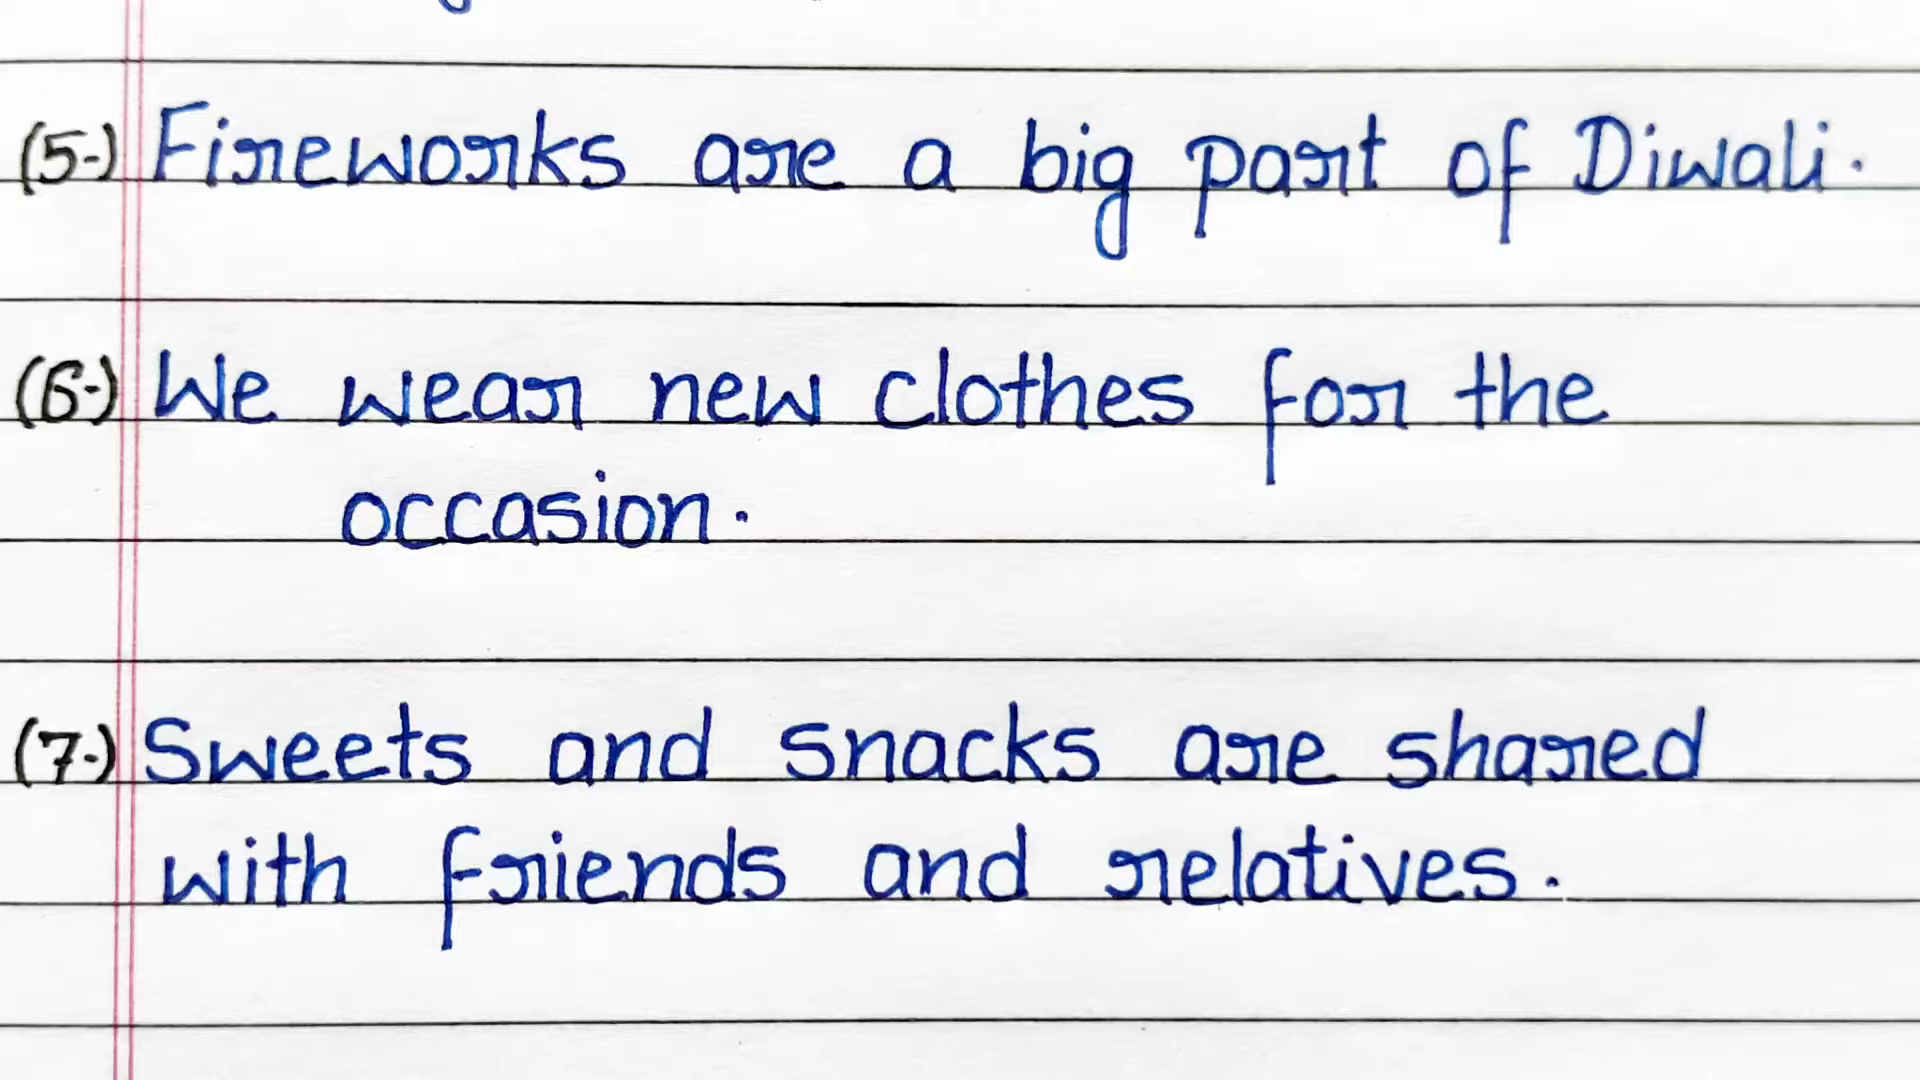 (5.) Fireworks are a big part of Diwali.
(6.) We wear new clothes for the
occasion.
(7.) Sweets and snacks are shared
with friends and relatives.